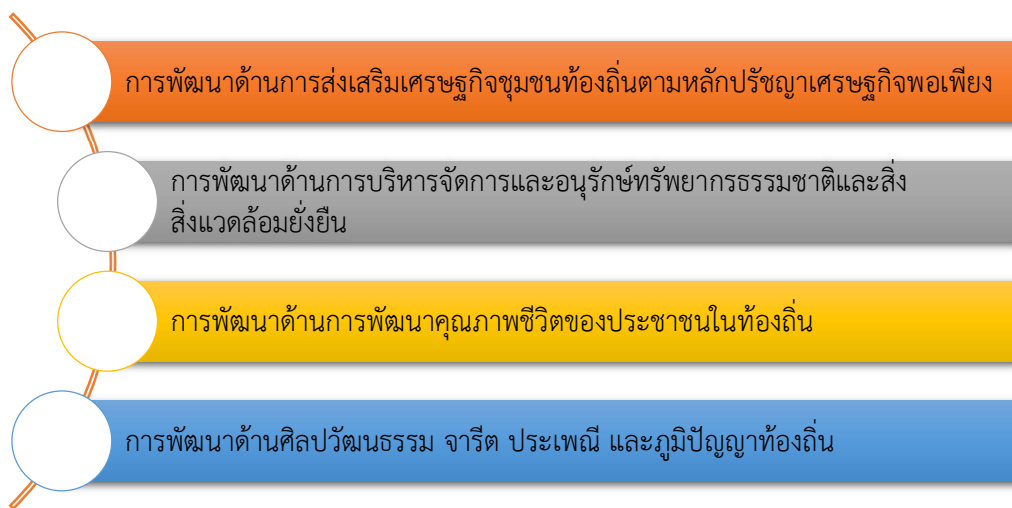 การพัฒนาด้านการส่งเสริมเศรษฐกิจชุมชนท้องถิ่นตามหลักปรัชญาเศรษฐกิจพอเพียง
การพัฒนาด้านการบริหารจัดการและอนุรักษ์ทรัพยากรธรรมชาติและสิ่ง
สิ่งแวดล้อมยั่งยืน
การพัฒนาด้านการพัฒนาคุณภาพชีวิตของประชาชนในท้องถิ่น
การพัฒนาด้านศิลปวัฒนธรรม จารีต ประเพณี และภูมิปัญญาท้องถิ่น